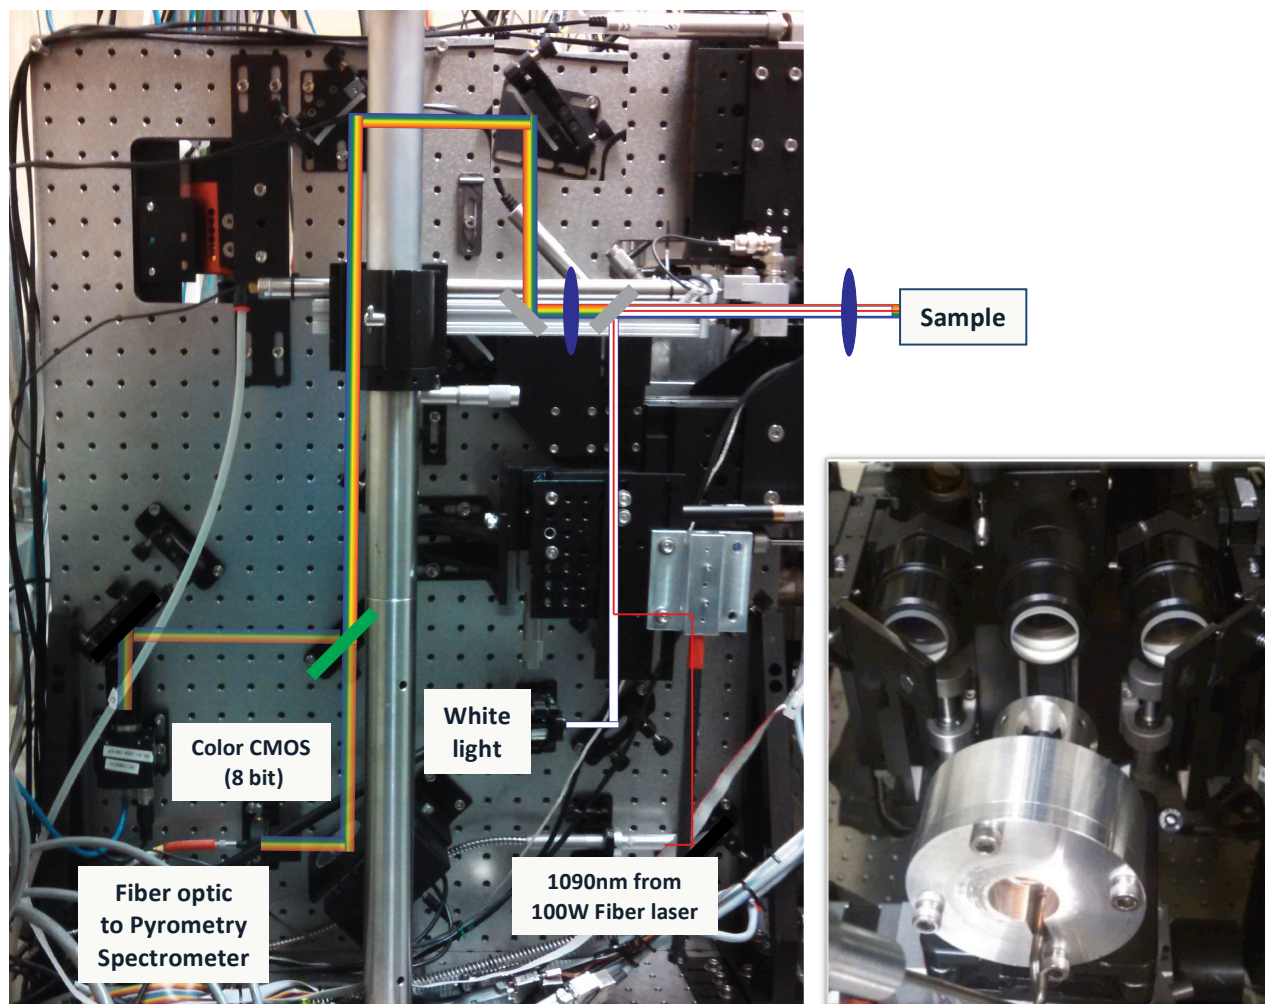 Sample
Color CMOS
(8 bit)
White
light
Fiber optic
to Pyrometry
Spectrometer
1090nm from
100W Fiber laser